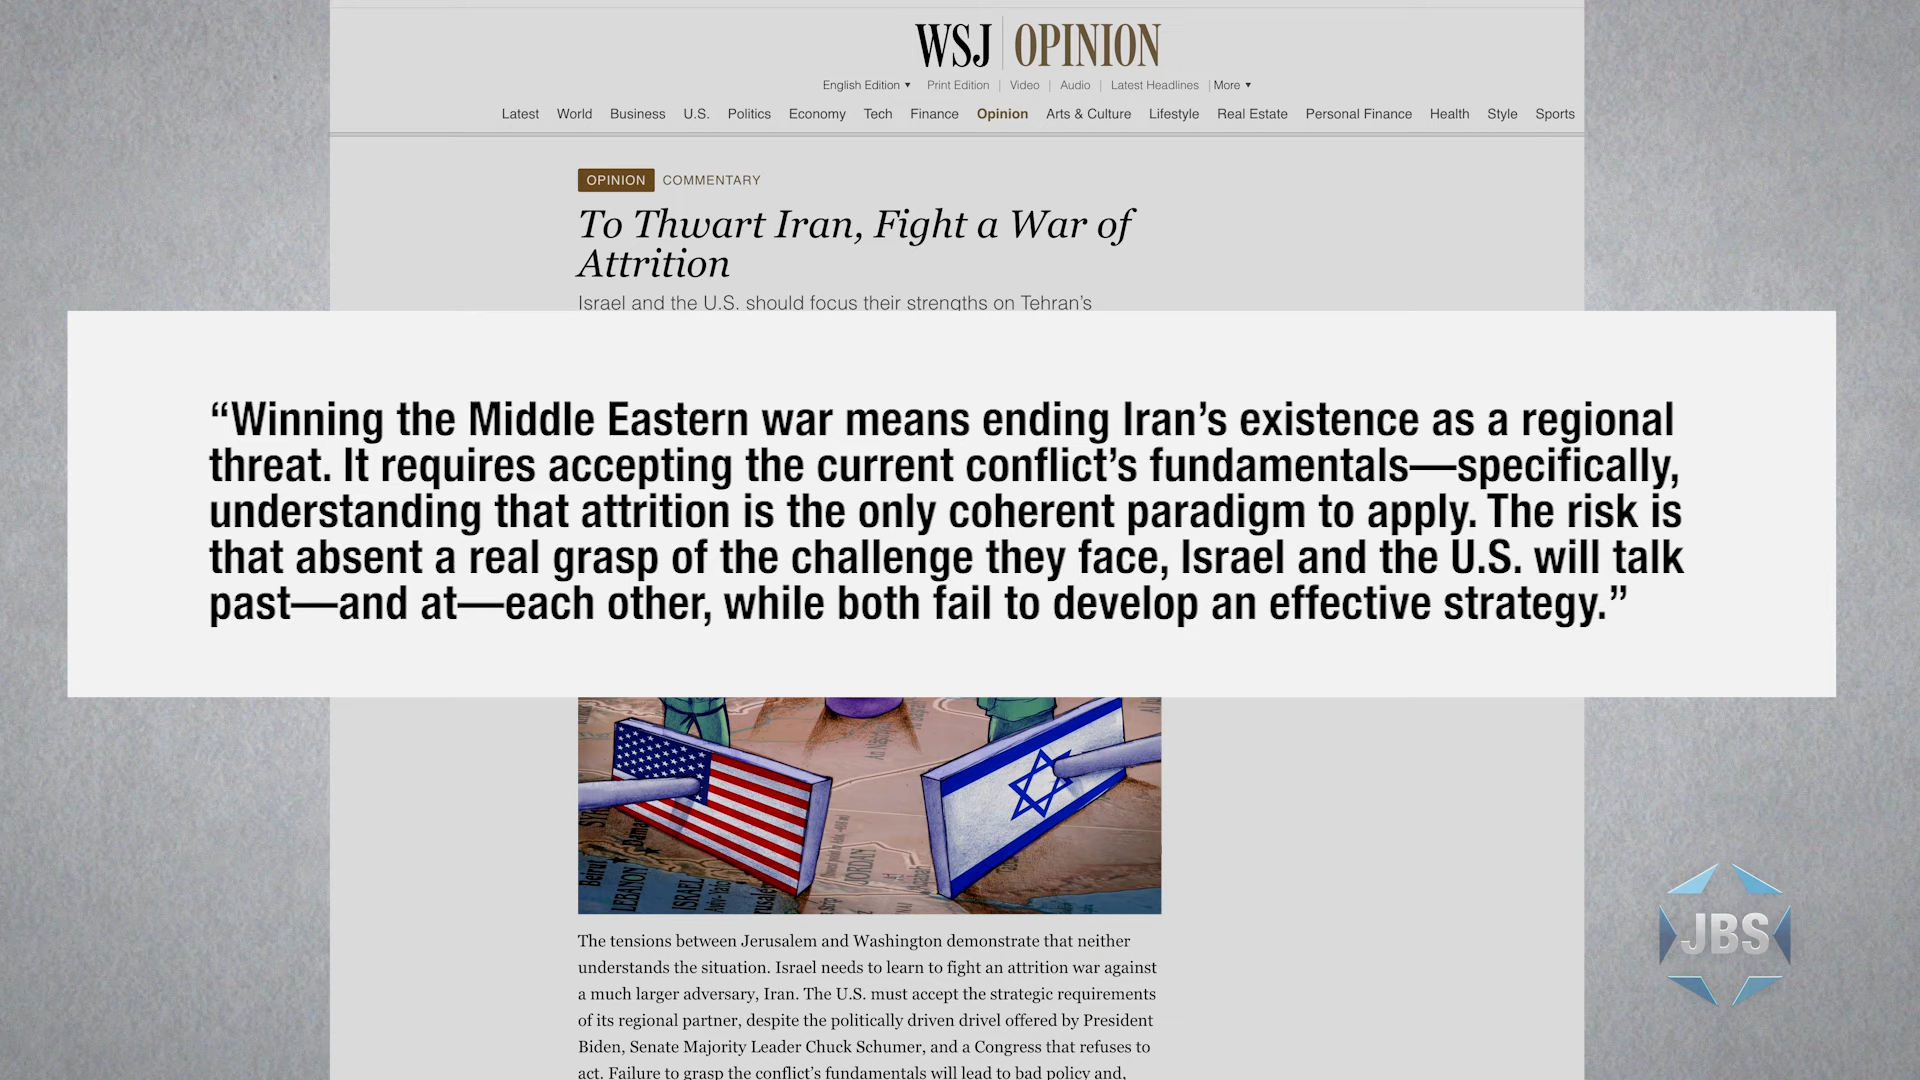 WSJ | OPINION
English Edition ▾ Print Edition | Video | Audio | Latest Headlines | More ▾
Latest World Business U.S. Politics Economy Tech Finance Opinion Arts & Culture Lifestyle Real Estate Personal Finance Health Style Sports
OPINION COMMENTARY
To Thwart Iran, Fight a War of
Attrition
Israel and the U.S. should focus their strengths on Tehran’s
“Winning the Middle Eastern war means ending Iran’s existence as a regional
threat. It requires accepting the current conflict’s fundamentals—specifically,
understanding that attrition is the only coherent paradigm to apply. The risk is
that absent a real grasp of the challenge they face, Israel and the U.S. will talk
past—and at—each other, while both fail to develop an effective strategy.”
Beirut
LEBANON
ISRAEL
JORDAN
The tensions between Jerusalem and Washington demonstrate that neither
understands the situation. Israel needs to learn to fight an attrition war against
a much larger adversary, Iran. The U.S. must accept the strategic requirements
of its regional partner, despite the politically driven drivel offered by President
Biden, Senate Majority Leader Chuck Schumer, and a Congress that refuses to
act. Failure to grasp the conflict’s fundamentals will lead to bad policy and,
JBS